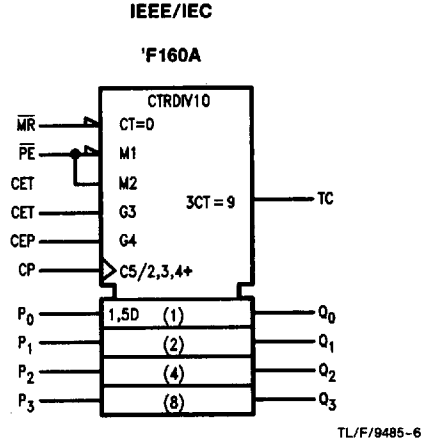 IEEE/IEC
'F160A
CTRDIV10
M̅R̅ CT=0
P̅E̅ M1
CET M2
CET G3 3CT=9 TC
CEP G4
CP C5/2,3,4+
P0 1,5D (1) Q0
P1 (2) Q1
P2 (4) Q2
P3 (8) Q3
TL/F/9485-6